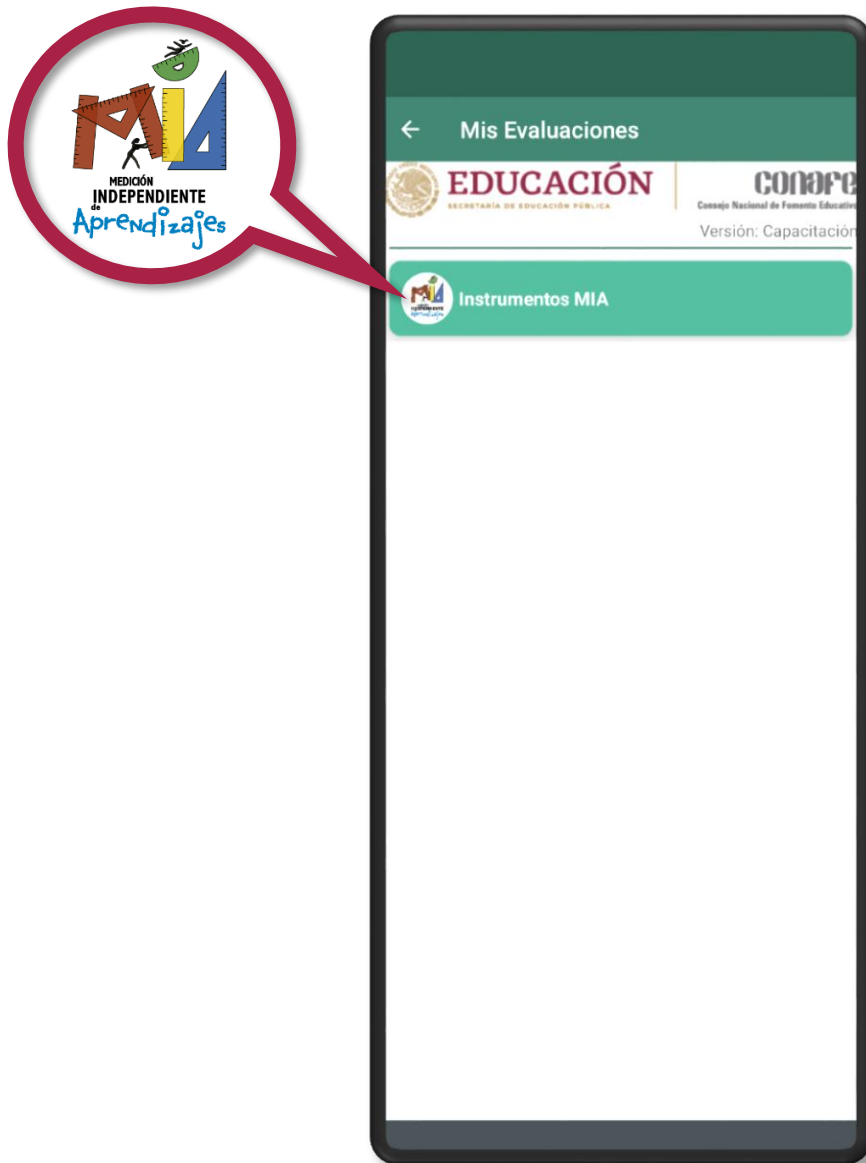 MIA
MEDICIÓN
INDEPENDIENTE
de
Aprendizajes
← Mis Evaluaciones
EDUCACIÓN
SECRETARÍA DE EDUCACIÓN PÚBLICA
CONAFE
Consejo Nacional de Fomento Educativo
Versión: Capacitación
MIA
Instrumentos MIA